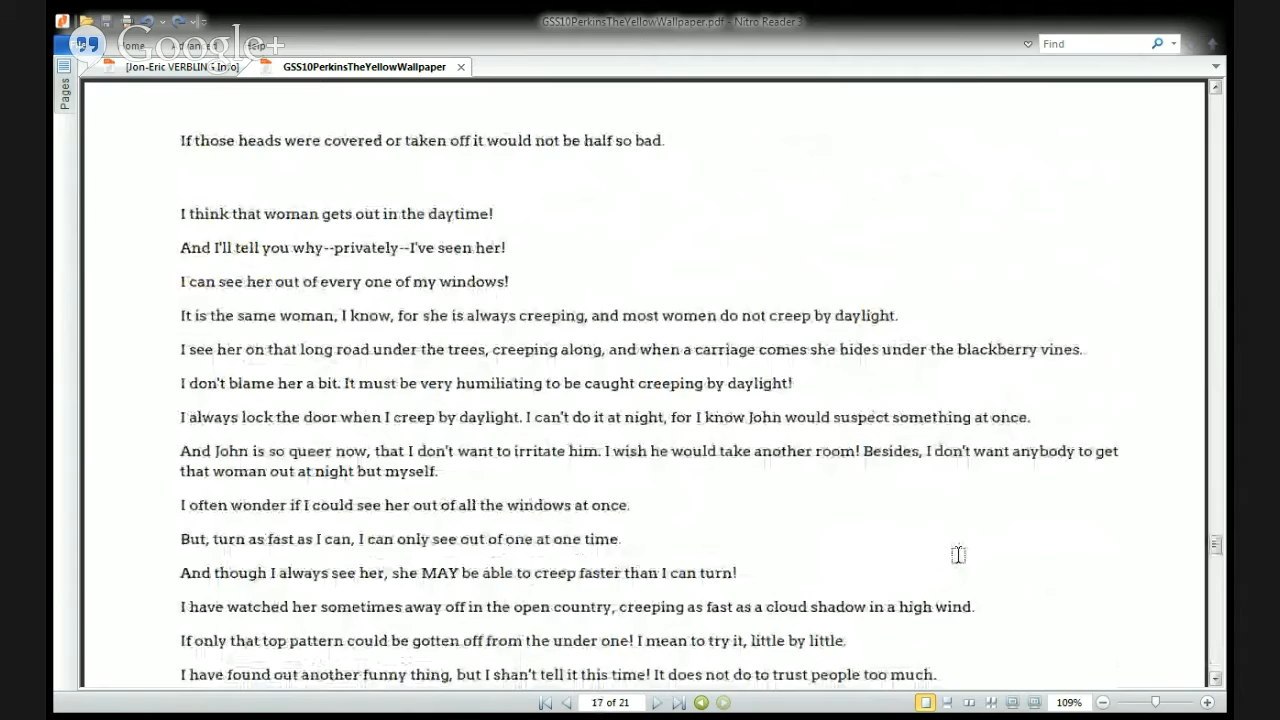 GSS10PerkinsTheYellowWallpaper.pdf - Nitro Reader 3
Google+
Home
Advanced
Help
Find
[Jon-Eric VERBLING Info]
GSS10PerkinsTheYellowWallpaper
Pages
If those heads were covered or taken off it would not be half so bad.
I think that woman gets out in the daytime!
And I'll tell you why--privately--I've seen her!
I can see her out of every one of my windows!
It is the same woman, I know, for she is always creeping, and most women do not creep by daylight.
I see her on that long road under the trees, creeping along, and when a carriage comes she hides under the blackberry vines.
I don't blame her a bit. It must be very humiliating to be caught creeping by daylight!
I always lock the door when I creep by daylight. I can't do it at night, for I know John would suspect something at once.
And John is so queer now, that I don't want to irritate him. I wish he would take another room! Besides, I don't want anybody to get
that woman out at night but myself.
I often wonder if I could see her out of all the windows at once.
But, turn as fast as I can, I can only see out of one at one time.
And though I always see her, she MAY be able to creep faster than I can turn!
I have watched her sometimes away off in the open country, creeping as fast as a cloud shadow in a high wind.
If only that top pattern could be gotten off from the under one! I mean to try it, little by little.
I have found out another funny thing, but I shan't tell it this time! It does not do to trust people too much.
17 of 21
109%